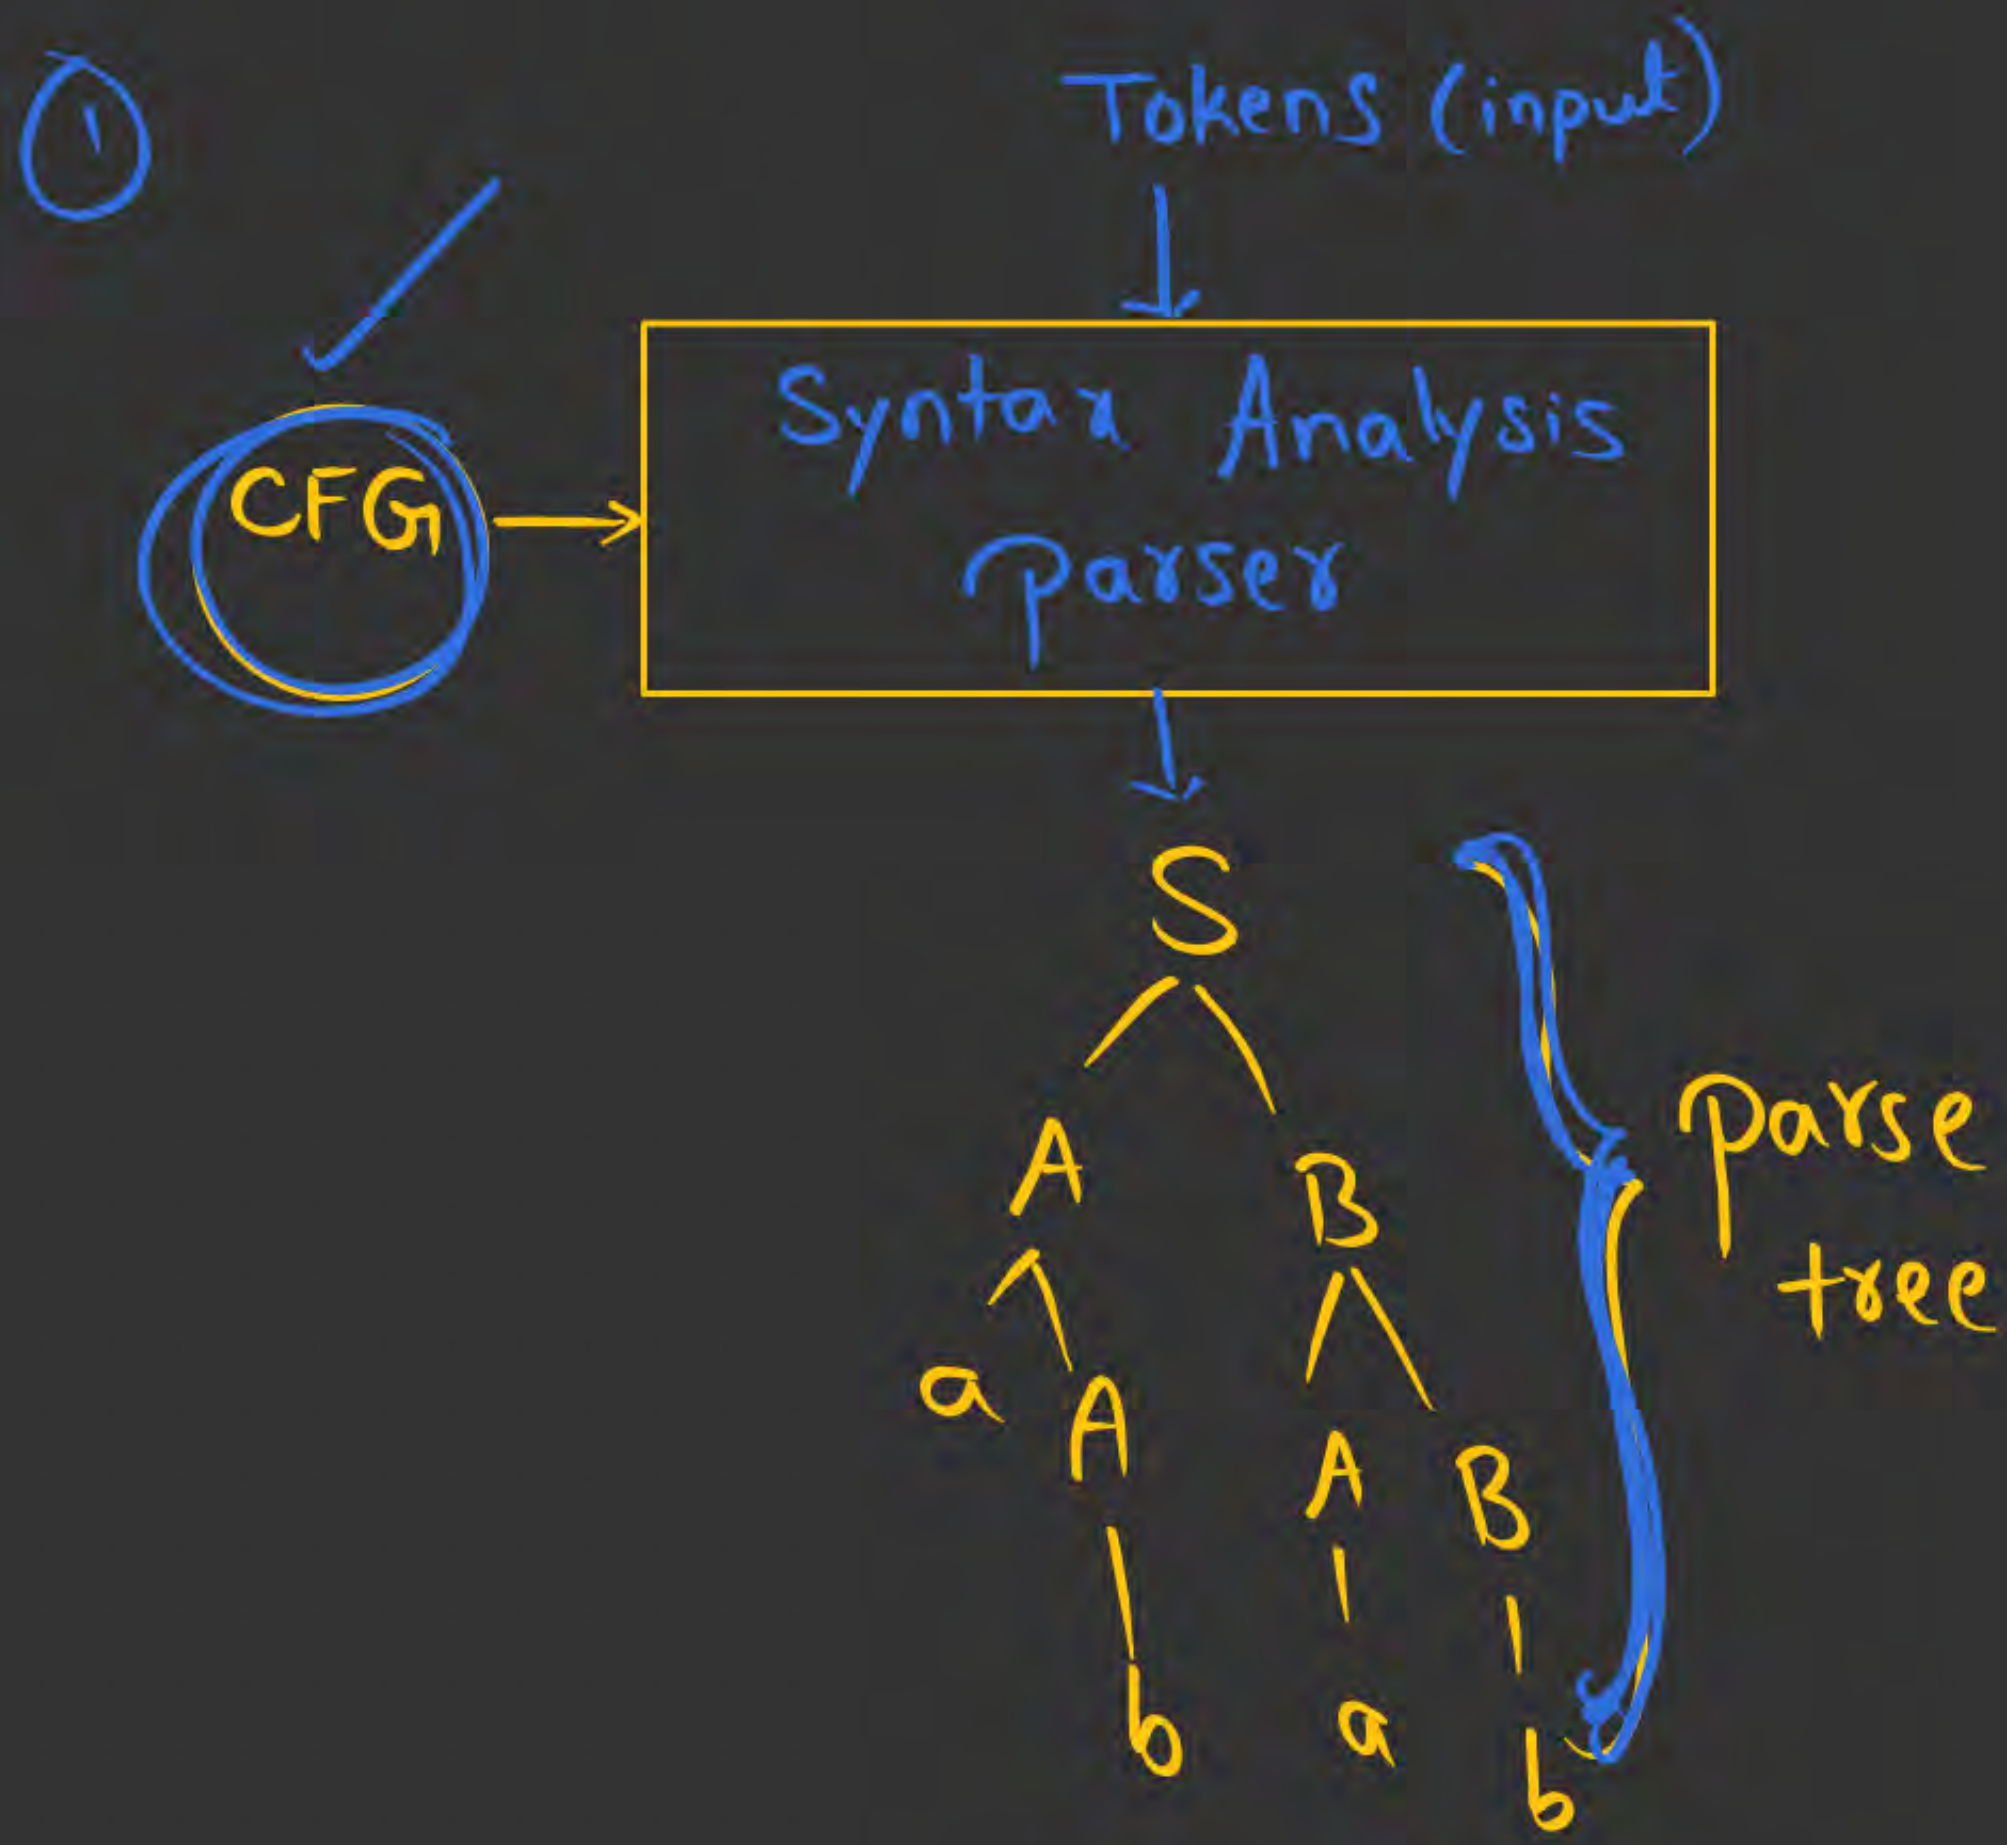 1
Tokens (input)
CFG
Syntax Analysis
Parser
S
A B
a A A B
b a b
Parse
tree